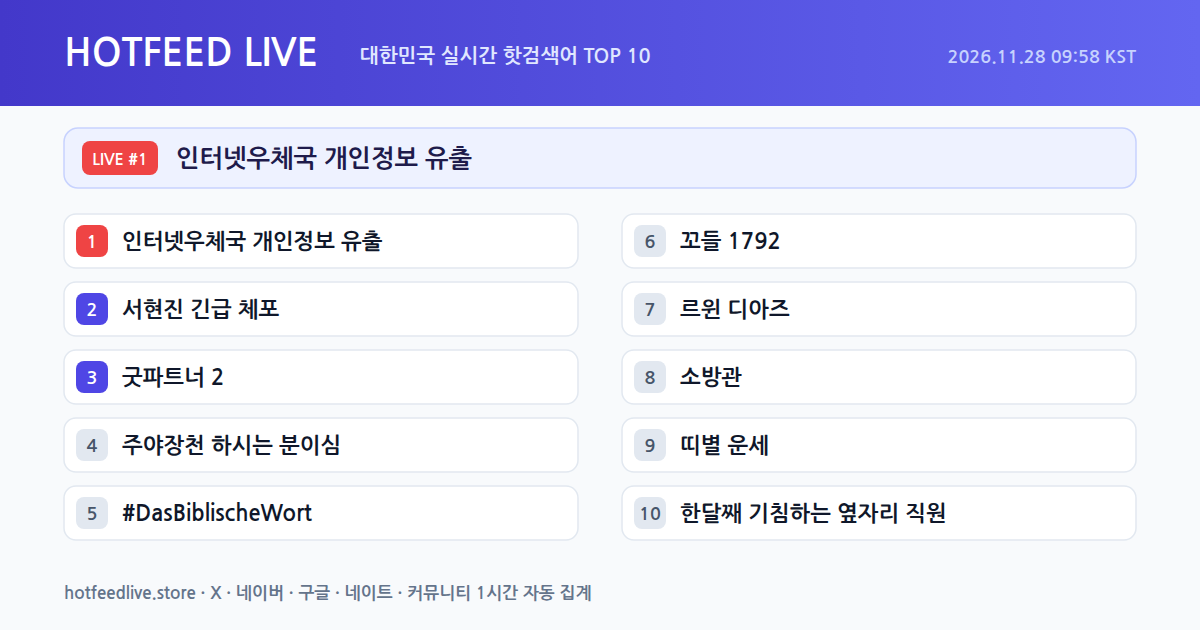 HOTFEED LIVE 대한민국 실시간 핫검색어 TOP 10 2026.11.28 09:58 KST
LIVE #1 인터넷우체국 개인정보 유출
1 인터넷우체국 개인정보 유출
2 서현진 긴급 체포
3 굿파트너 2
4 주야장천 하시는 분이심
5 #DasBiblischeWort
6 꼬들 1792
7 르윈 디아즈
8 소방관
9 띠별 운세
10 한달째 기침하는 옆자리 직원
hotfeedlive.store · X · 네이버 · 구글 · 네이트 · 커뮤니티 1시간 자동 집계